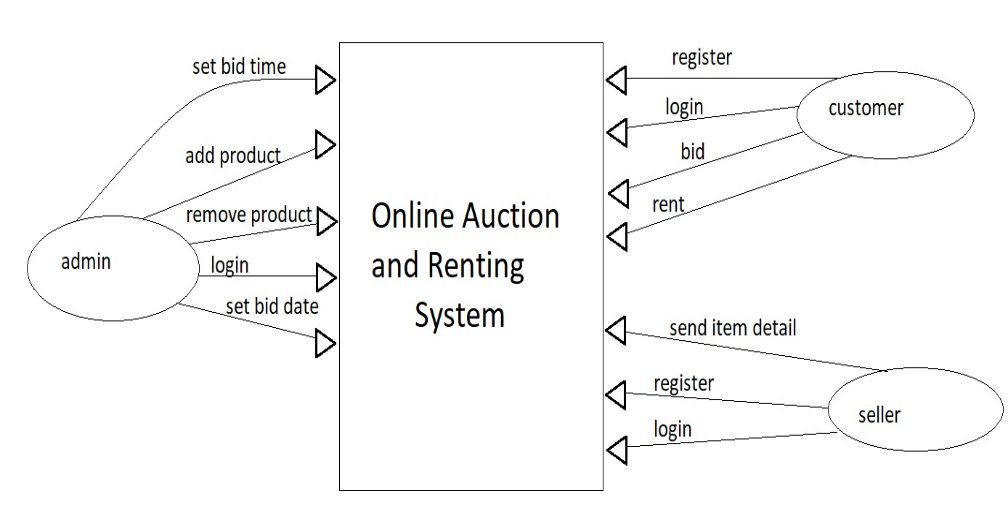 set bid time
add product
remove product
login
set bid date
admin
Online Auction
and Renting
System
register
login
bid
rent
customer
send item detail
register
login
seller